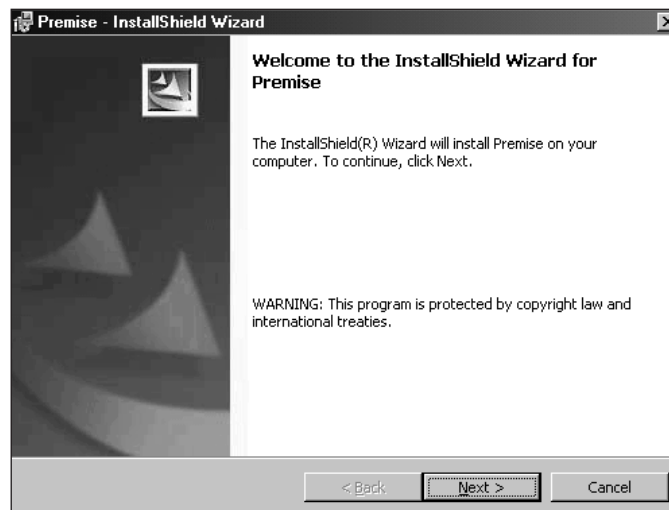 Premise - InstallShield Wizard
Welcome to the InstallShield Wizard for
Premise
The InstallShield(R) Wizard will install Premise on your
computer. To continue, click Next.
WARNING: This program is protected by copyright law and
international treaties.
< Back
Next >
Cancel